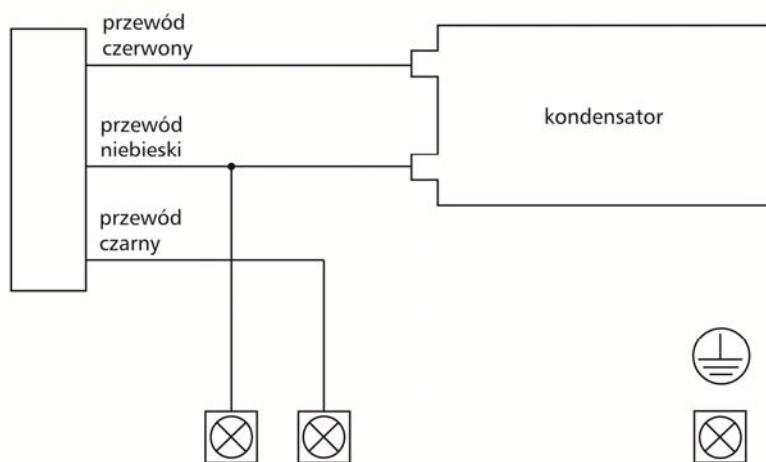 przewód
czerwony
kondensator
przewód
niebieski
przewód
czarny